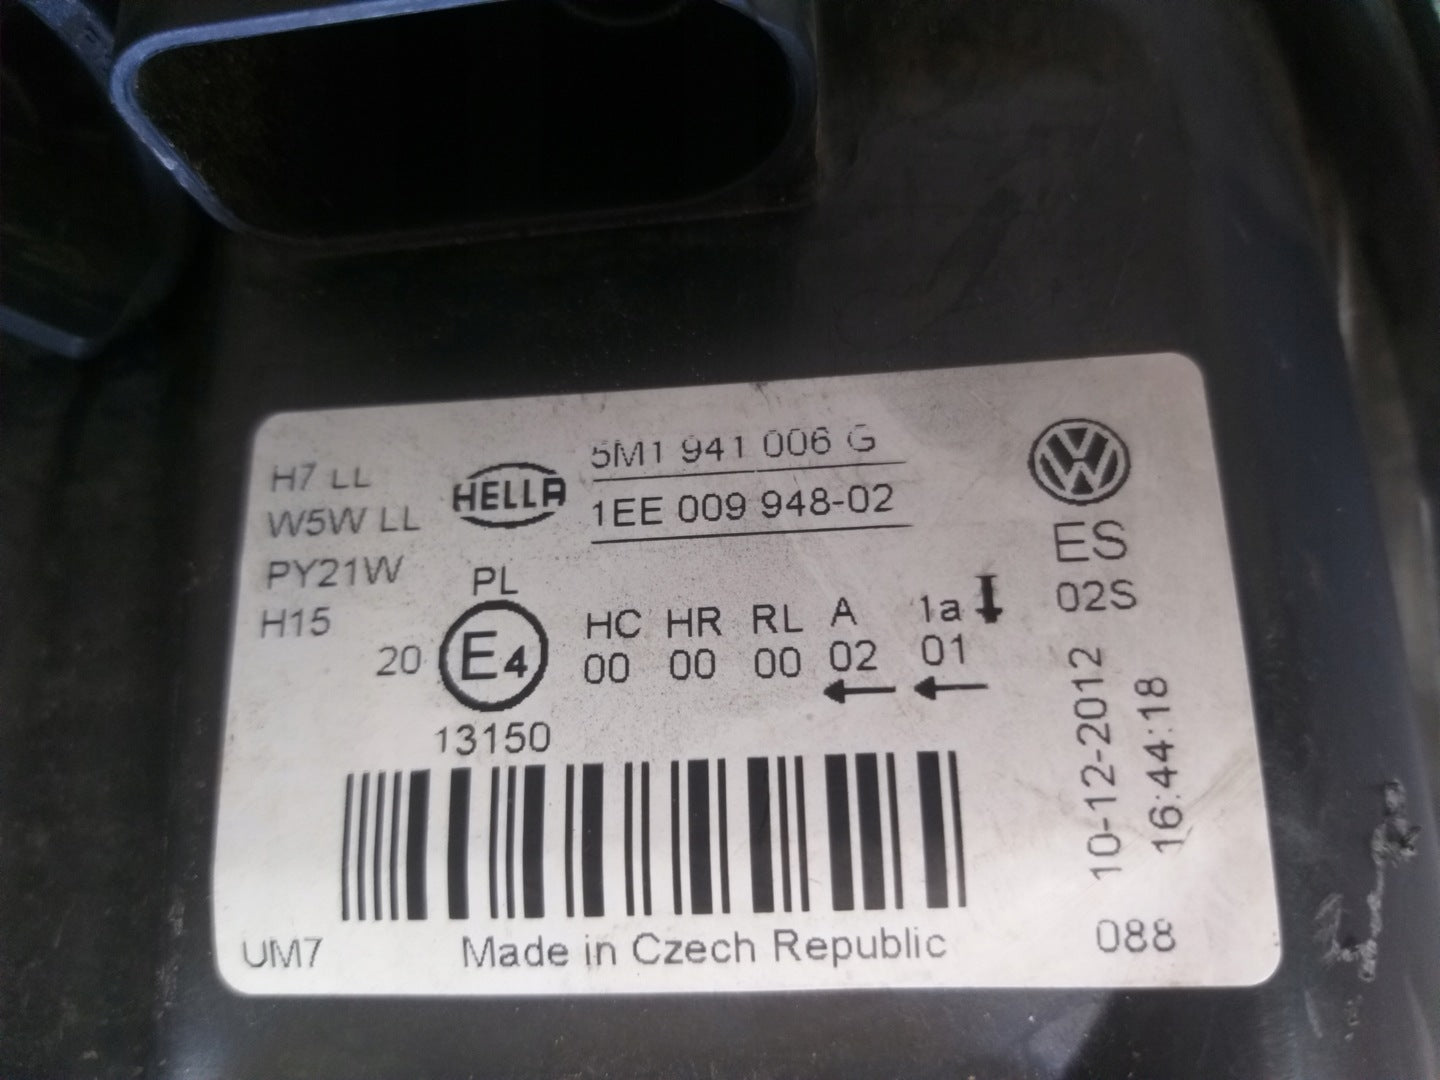 H7 LL
W5W LL
PY21W
H15
HELLA
5M1 941 006 G
1EE 009 948-02
PL
20 E4
13150
HC HR RL A 1a
00 00 00 02 01
VW
ES
02S
10-12-2012
16:44:18
UM7
Made in Czech Republic
088